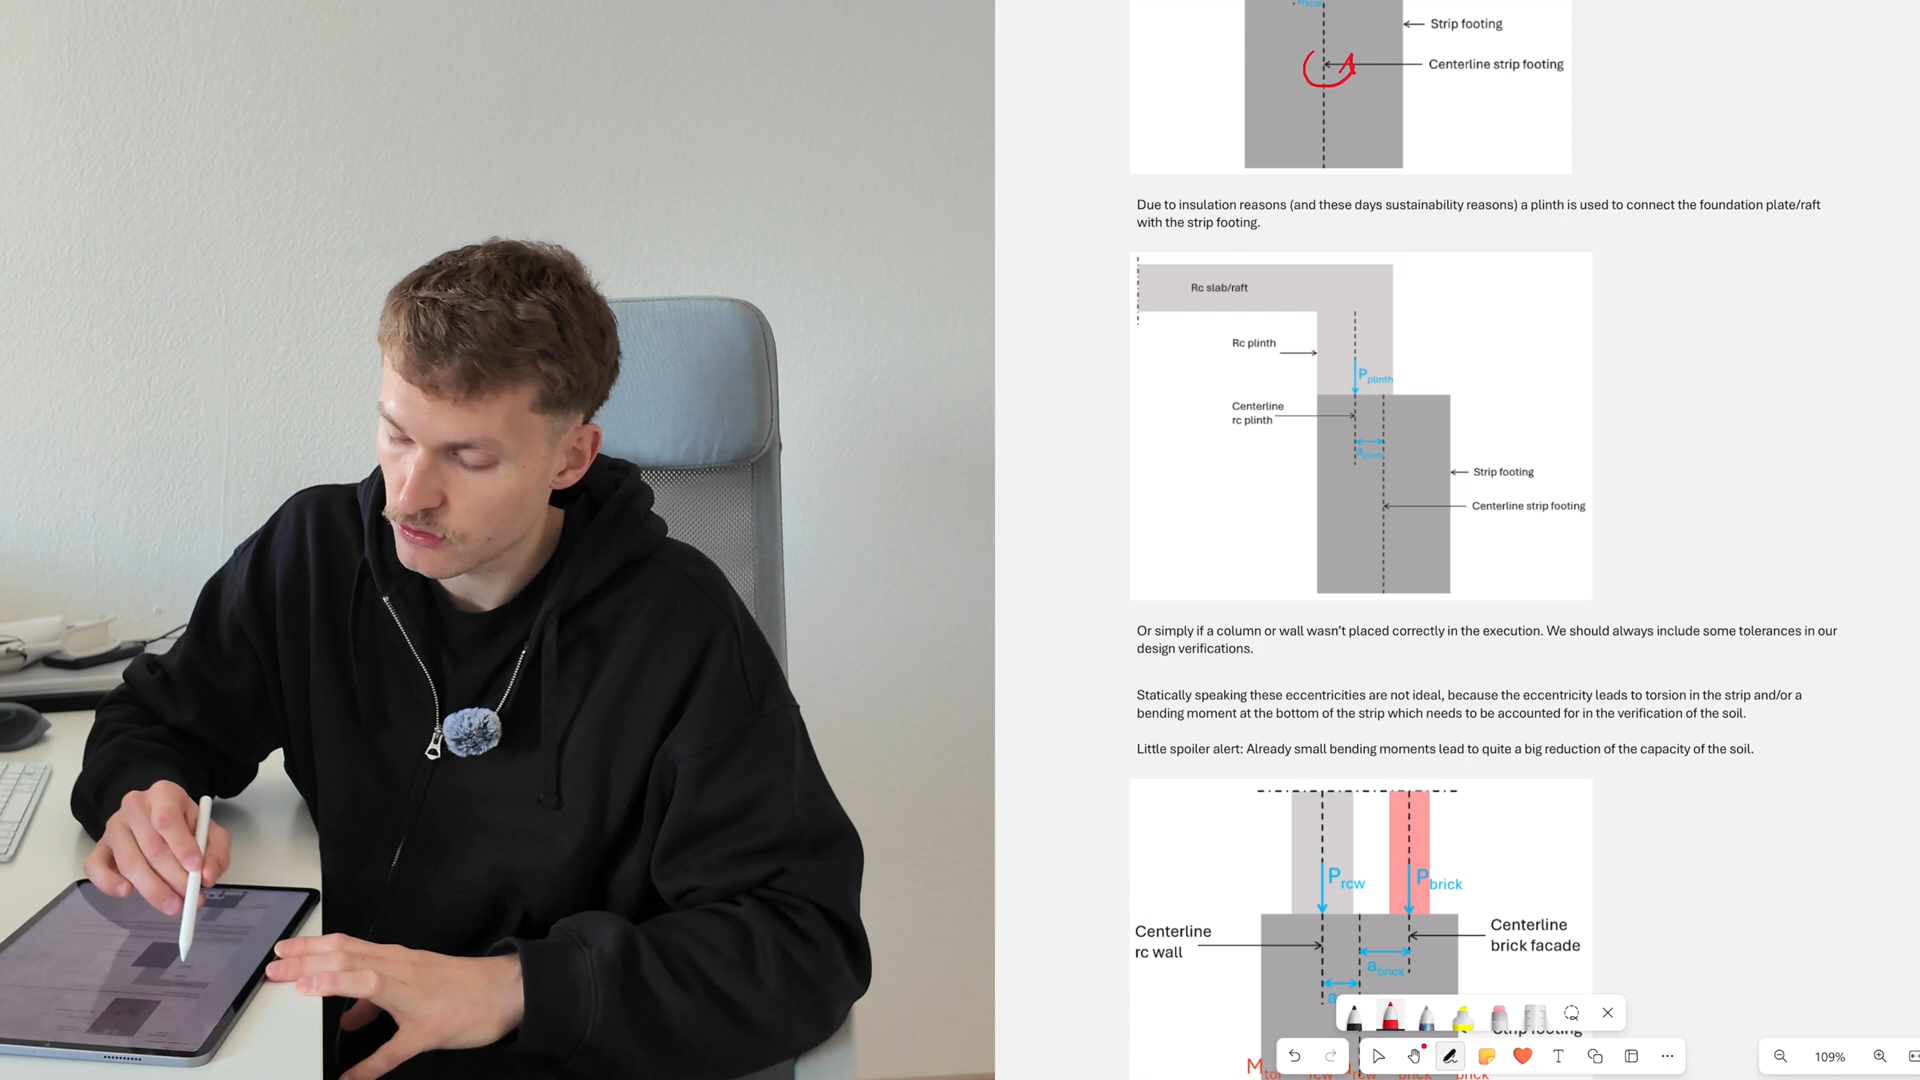 Strip footing
Centerline strip footing
Due to insulation reasons (and these days sustainability reasons) a plinth is used to connect the foundation plate/raft
with the strip footing.
Rc slab/raft
Rc plinth
P plinth
Centerline
rc plinth
Strip footing
Centerline strip footing
Or simply if a column or wall wasn't placed correctly in the execution. We should always include some tolerances in our
design verifications.
Statically speaking these eccentricities are not ideal, because the eccentricity leads to torsion in the strip and/or a
bending moment at the bottom of the strip which needs to be accounted for in the verification of the soil.
Little spoiler alert: Already small bending moments lead to quite a big reduction of the capacity of the soil.
P rcw
P brick
Centerline
rc wall
Centerline
brick facade
a brick
Strip footing
109%